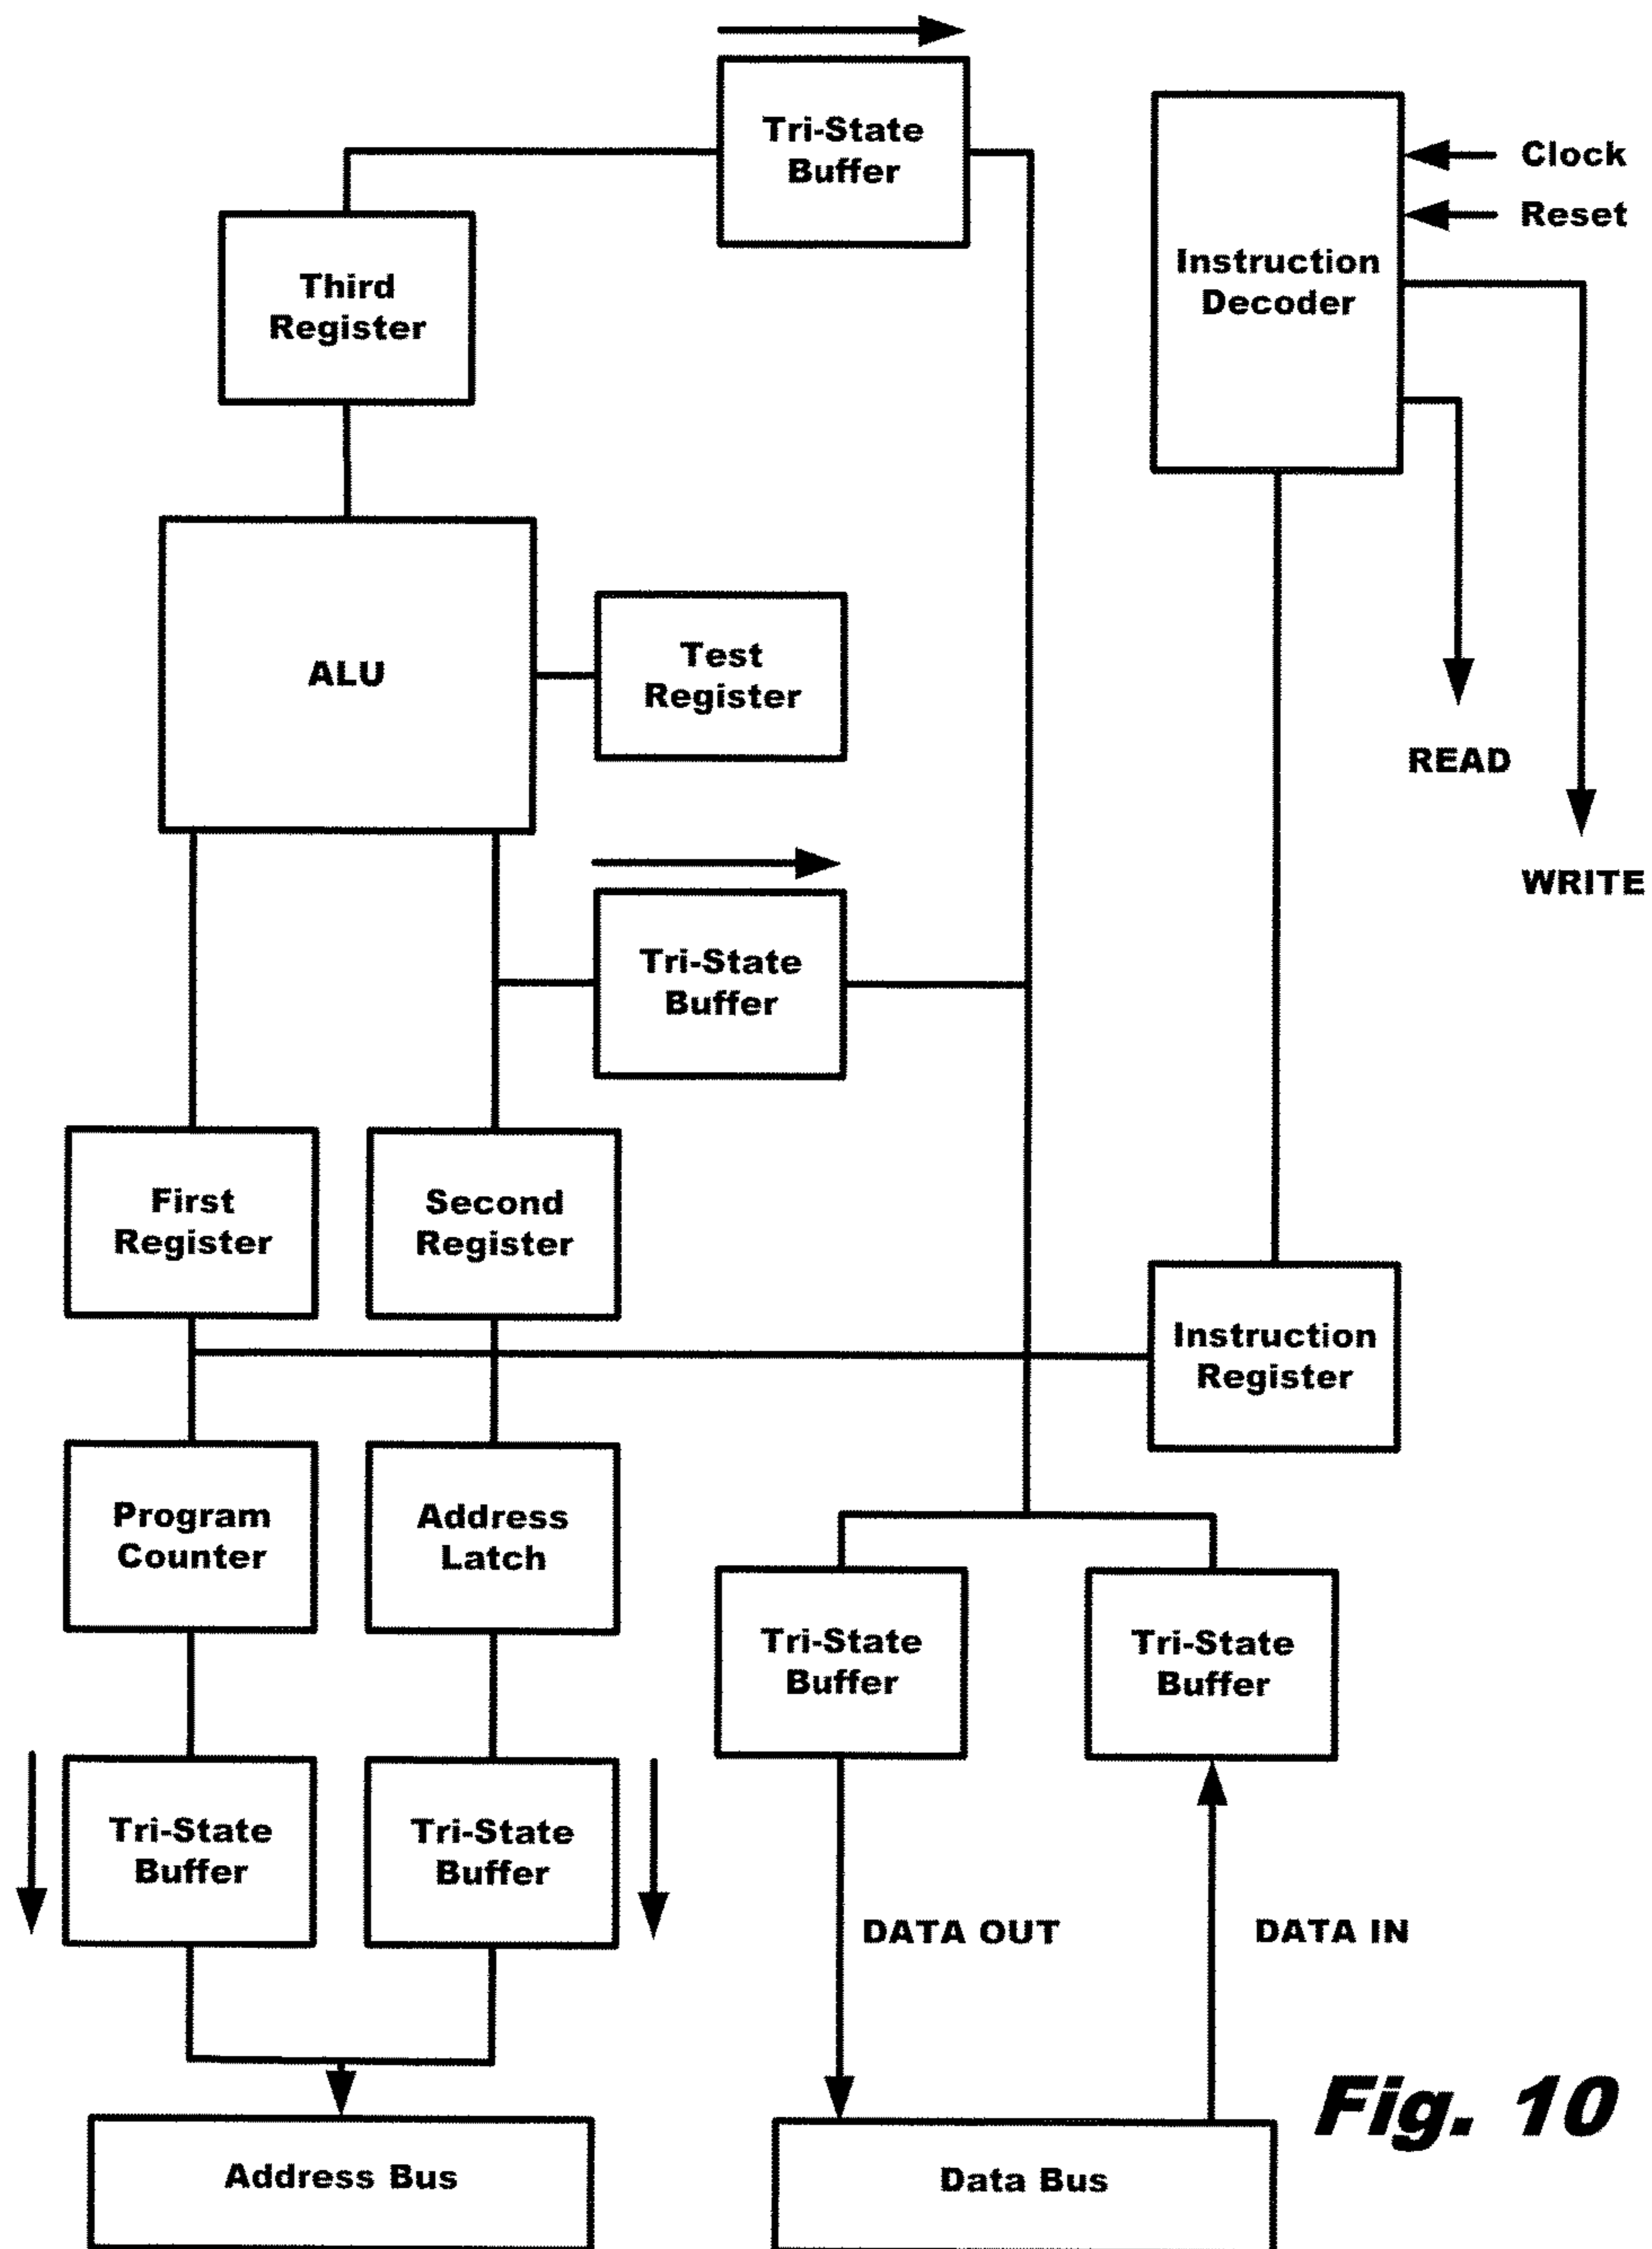 Tri-State
Buffer
Clock
Reset
Instruction
Decoder
Third
Register
ALU
Test
Register
READ
WRITE
Tri-State
Buffer
First
Register
Second
Register
Instruction
Register
Program
Counter
Address
Latch
Tri-State
Buffer
Tri-State
Buffer
Tri-State
Buffer
Tri-State
Buffer
DATA OUT
DATA IN
Fig. 10
Address Bus
Data Bus